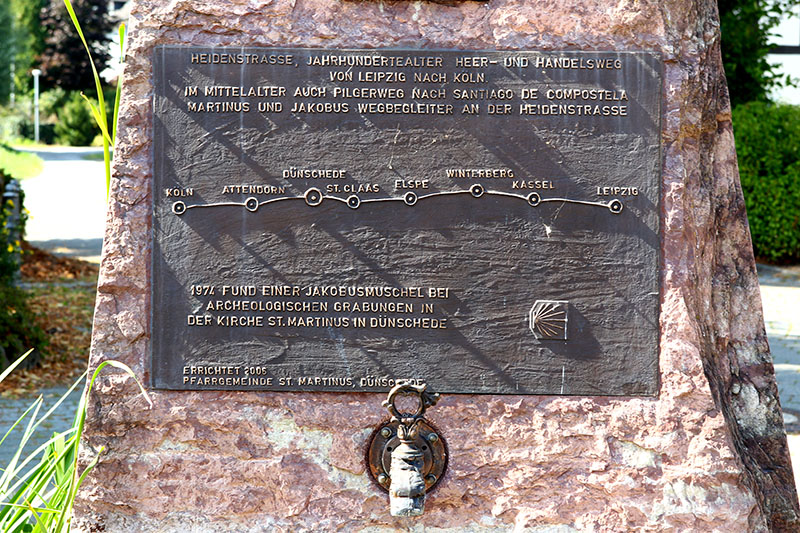 HEIDENSTRASSE, JAHRHUNDERTEALTER HEER- UND HANDELSWEG
VON LEIPZIG NACH KÖLN.
IM MITTELALTER AUCH PILGERWEG NACH SANTIAGO DE COMPOSTELA
MARTINUS UND JAKOBUS WEGBEGLEITER AN DER HEIDENSTRASSE
KÖLN ATTENDORN DÜNSCHEDE ST. CLAAS ELSPE WINTERBERG KASSEL LEIPZIG
1974 FUND EINER JAKOBUSMUSCHEL BEI
ARCHEOLOGISCHEN GRABUNGEN IN
DER KIRCHE ST. MARTINUS IN DÜNSCHEDE
ERRICHTET 2006
PFARRGEMEINDE ST. MARTINUS, DÜNSCHEDE